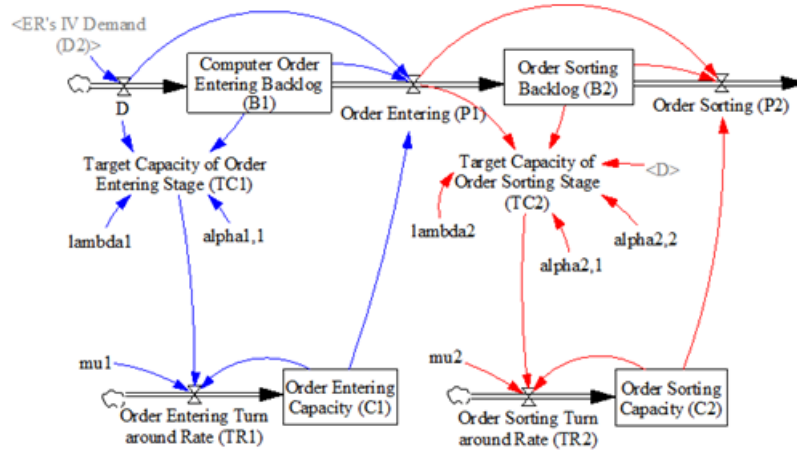 <ER's IV Demand
(D2)>
D
Computer Order
Entering Backlog
(B1)
Order Entering (P1)
Order Sorting
Backlog (B2)
Order Sorting (P2)
Target Capacity of Order
Entering Stage (TC1)
lambda1
alpha1,1
Target Capacity of
Order Sorting Stage
(TC2)
<D>
lambda2
alpha2,1
alpha2,2
mu1
Order Entering Turn
around Rate (TR1)
Order Entering
Capacity (C1)
mu2
Order Sorting Turn
around Rate (TR2)
Order Sorting
Capacity (C2)